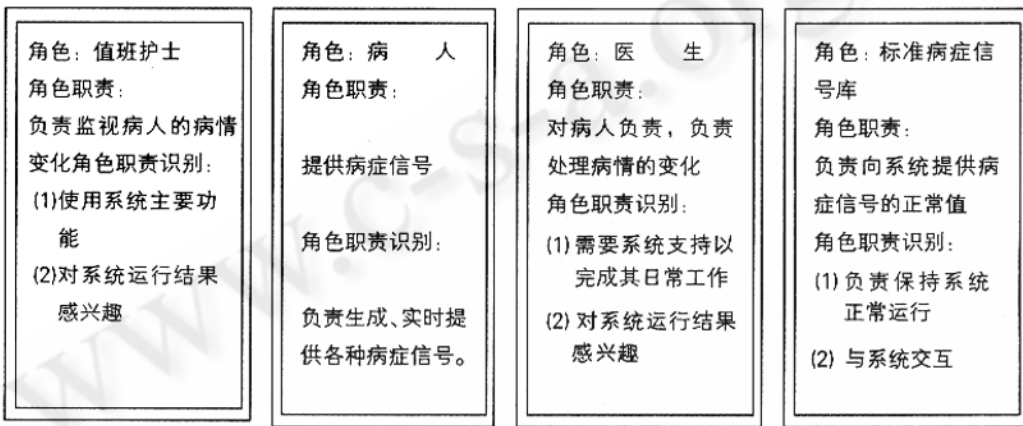 角色：值班护士
角色职责：
负责监视病人的病情
变化角色职责识别：
(1)使用系统主要功
能
(2)对系统运行结果
感兴趣
角色：病 人
角色职责：
提供病症信号
角色职责识别：
负责生成、实时提
供各种病症信号。
角色：医 生
角色职责：
对病人负责，负责
处理病情的变化
角色职责识别：
(1)需要系统支持以
完成其日常工作
(2)对系统运行结果
感兴趣
角色：标准病症信
号库
角色职责：
负责向系统提供病
症信号的正常值
角色职责识别：
(1)负责保持系统
正常运行
(2)与系统交互